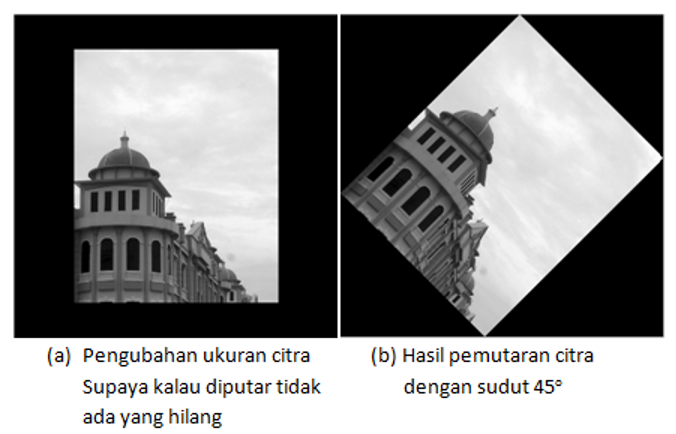 (a) Pengubahan ukuran citra
Supaya kalau diputar tidak
ada yang hilang
(b) Hasil pemutaran citra
dengan sudut 45°